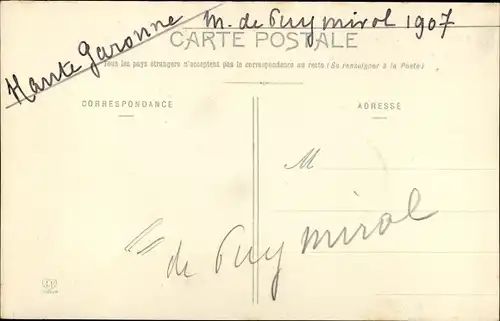 Haute Garonne
M. de Puymirol 1907
CARTE POSTALE
Tous les pays étrangers n'acceptent pas la correspondance au recto (Se renseigner à la Poste)
CORRESPONDANCE
ADRESSE
M
de Puymirol